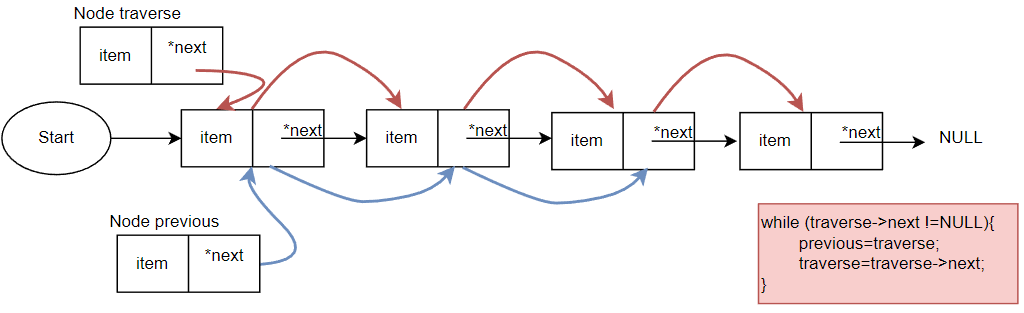 Node traverse
item
*next
Start
item
*next
item
*next
item
*next
item
*next
NULL
Node previous
item
*next
while (traverse->next !=NULL){
previous=traverse;
traverse=traverse->next;
}